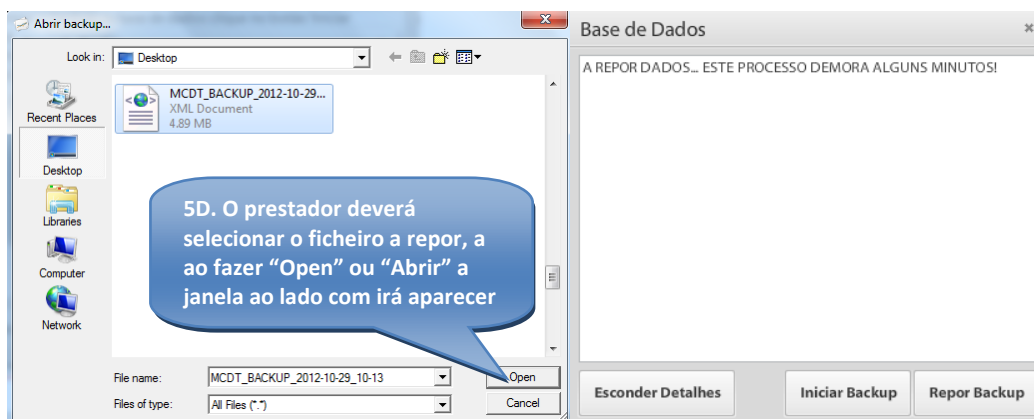 Abrir backup...
x
Look in:
Desktop
Recent Places
Desktop
Libraries
Computer
Network
MCDT_BACKUP_2012-10-29...
XML Document
4.89 MB
5D. O prestador deverá
selecionar o ficheiro a repor, a
ao fazer “Open” ou “Abrir” a
janela ao lado com irá aparecer
File name:
MCDT_BACKUP_2012-10-29_10-13
Open
Files of type:
All Files (*.*)
Cancel
Base de Dados
×
A REPOR DADOS... ESTE PROCESSO DEMORA ALGUNS MINUTOS!
Esconder Detalhes
Iniciar Backup
Repor Backup